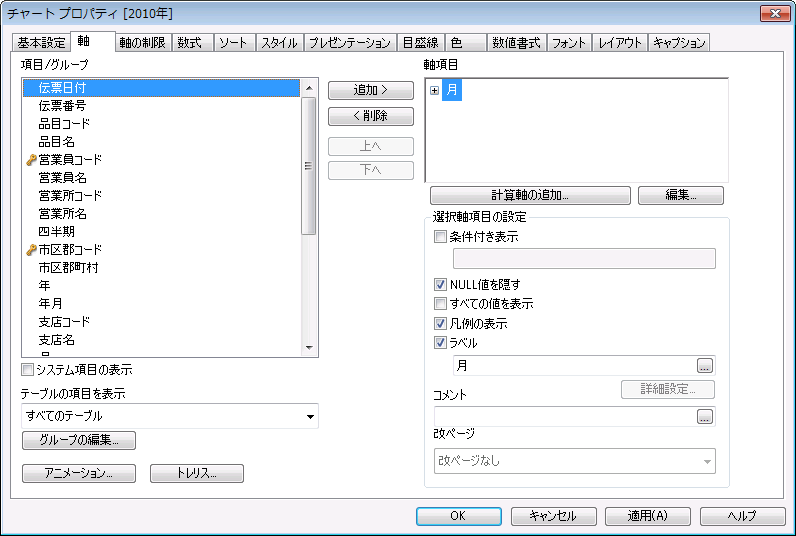 チャート プロパティ [2010年]
基本設定 軸 軸の制限 数式 ソート スタイル プレゼンテーション 目盛線 色 数値書式 フォント レイアウト キャプション
項目/グループ
伝票日付
伝票番号
品目コード
品目名
営業員コード
営業員名
営業所コード
営業所名
四半期
市区郡コード
市区郡町村
年
年月
支店コード
支店名
システム項目の表示
テーブルの項目を表示
すべてのテーブル
グループの編集...
アニメーション...
トレリス...
追加 >
< 削除
上へ
下へ
軸項目
月
計算軸の追加...
編集...
選択軸項目の設定
条件付き表示
NULL値を隠す
すべての値を表示
凡例の表示
ラベル
月
...
詳細設定...
コメント
...
改ページ
改ページなし
OK
キャンセル
適用(A)
ヘルプ